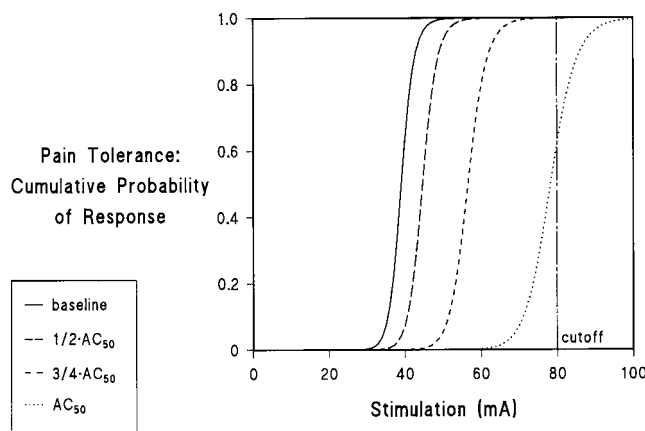 Pain Tolerance:
Cumulative Probability
of Response
1.0
0.8
0.6
0.4
0.2
0
cutoff
0 20 40 60 80 100
Stimulation (mA)
baseline
1/2·AC₅₀
3/4·AC₅₀
AC₅₀